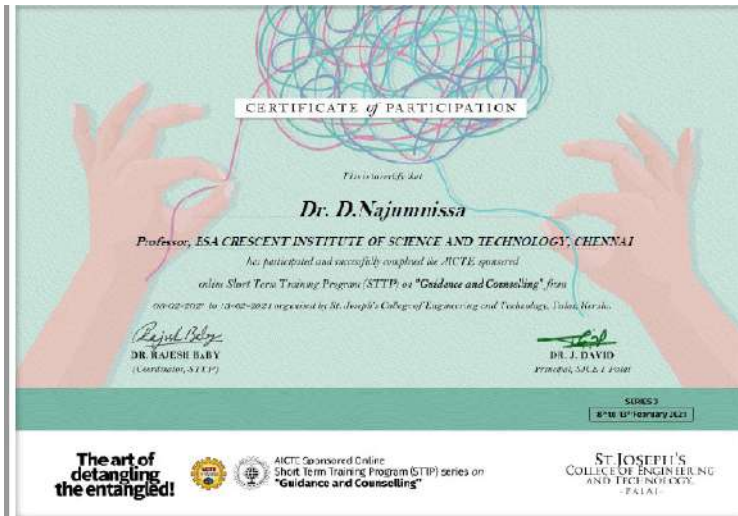 CERTIFICATE of PARTICIPATION
This is to certify that
Dr. D.Najumnissa
Professor, BSA CRESCENT INSTITUTE OF SCIENCE AND TECHNOLOGY, CHENNAI
has participated and successfully completed the AICTE sponsored
online Short Term Training Program (STTP) on "Guidance and Counselling" from
08-02-2021 to 13-02-2021 organized by St. Joseph's College of Engineering and Technology, Palai, Kerala.
Rajesh Baby
DR. RAJESH BABY
(Coordinator, STTP)
DR. J. DAVID
Principal, SJCET Palai
SERIES 3
8th to 13th February 2021
The art of
detangling
the entangled!
AICTE Sponsored Online
Short Term Training Program (STTP) series on
"Guidance and Counselling"
ST.JOSEPH'S
COLLEGE OF ENGINEERING
AND TECHNOLOGY,
- PALAI -